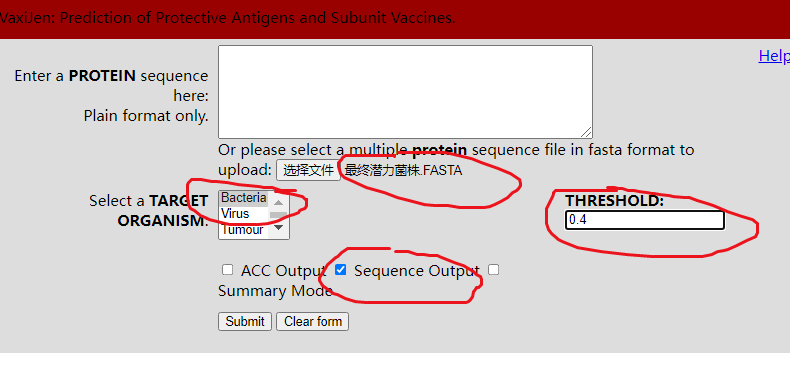 VaxiJen: Prediction of Protective Antigens and Subunit Vaccines.
Help
Enter a PROTEIN sequence
here:
Plain format only.
Or please select a multiple protein sequence file in fasta format to
upload: 选择文件 最终潜力菌株.FASTA
Select a TARGET
ORGANISM:
Bacteria
Virus
Tumour
THRESHOLD:
0.4
ACC Output Sequence Output
Summary Mode
Submit Clear form